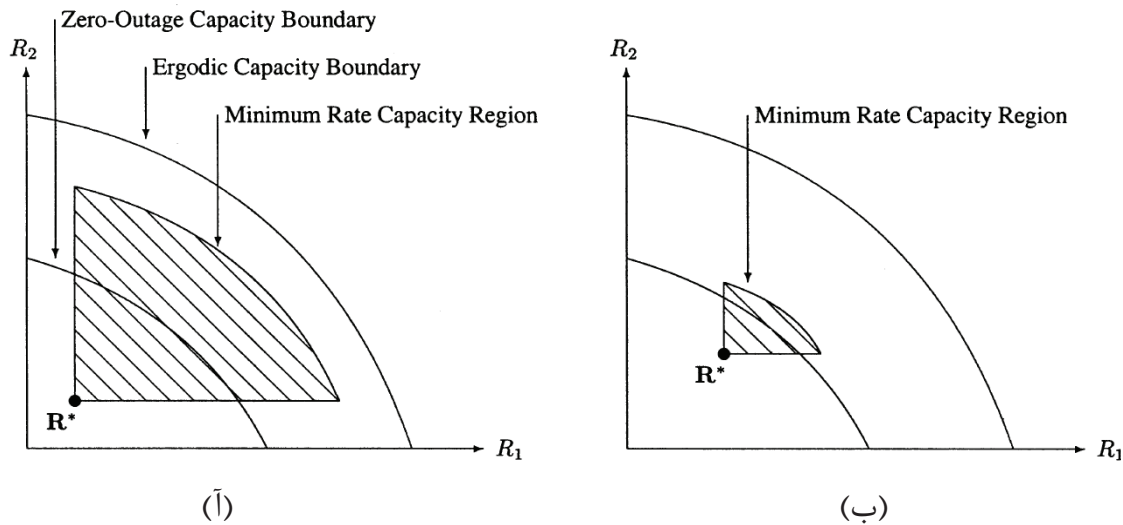 Zero-Outage Capacity Boundary
R₂
Ergodic Capacity Boundary
Minimum Rate Capacity Region
R*
R₁
(آ)
R₂
Minimum Rate Capacity Region
R*
R₁
(ب)